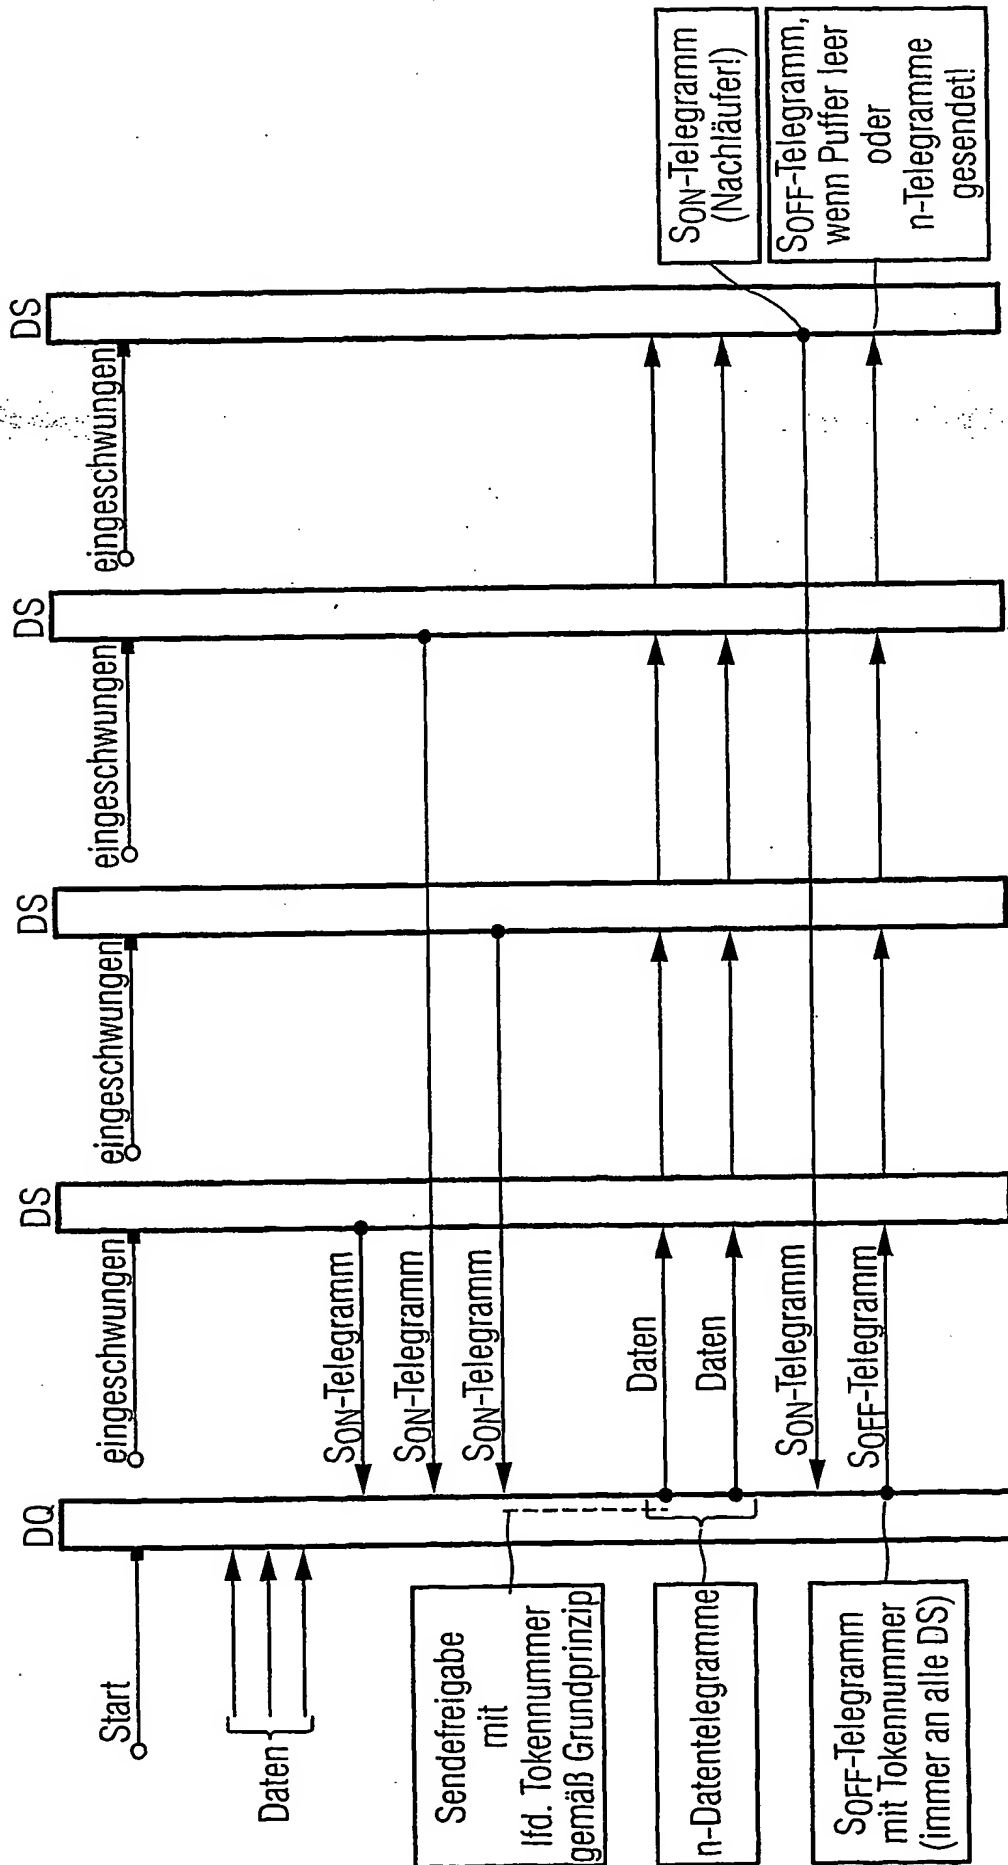 DQ
DS
DS
DS
DS
Start
eingeschwungen
eingeschwungen
eingeschwungen
eingeschwungen
Daten
SON-Telegramm
SON-Telegramm
SON-Telegramm
Sendefreigabe
mit
lfd. Tokennummer
gemäß Grundprinzip
Daten
Daten
n-Datentelegramme
SON-Telegramm
SON-Telegramm
(Nachläufer!)
SOFF-Telegramm
SOFF-Telegramm
mit Tokennummer
(immer an alle DS)
SOFF-Telegramm,
wenn Puffer leer
oder
n-Telegramme
gesendet!